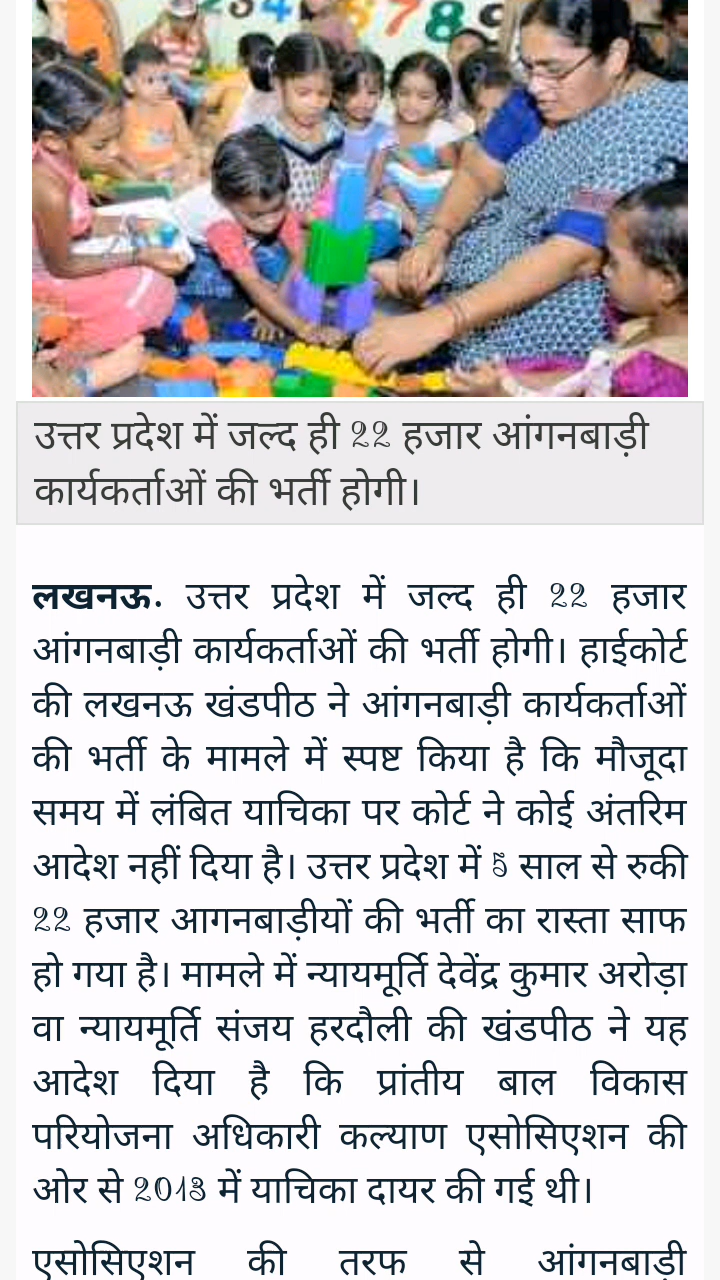 7 8 9
उत्तर प्रदेश में जल्द ही 22 हजार आंगनबाड़ी
कार्यकर्ताओं की भर्ती होगी।
लखनऊ. उत्तर प्रदेश में जल्द ही 22 हजार
आंगनबाड़ी कार्यकर्ताओं की भर्ती होगी। हाईकोर्ट
की लखनऊ खंडपीठ ने आंगनबाड़ी कार्यकर्ताओं
की भर्ती के मामले में स्पष्ट किया है कि मौजूदा
समय में लंबित याचिका पर कोर्ट ने कोई अंतरिम
आदेश नहीं दिया है। उत्तर प्रदेश में 5 साल से रुकी
22 हजार आगनबाड़ीयों की भर्ती का रास्ता साफ
हो गया है। मामले में न्यायमूर्ति देवेंद्र कुमार अरोड़ा
वा न्यायमूर्ति संजय हरदौली की खंडपीठ ने यह
आदेश दिया है कि प्रांतीय बाल विकास
परियोजना अधिकारी कल्याण एसोसिएशन की
ओर से 2013 में याचिका दायर की गई थी।
एसोसिएशन की तरफ से आंगनबाड़ी